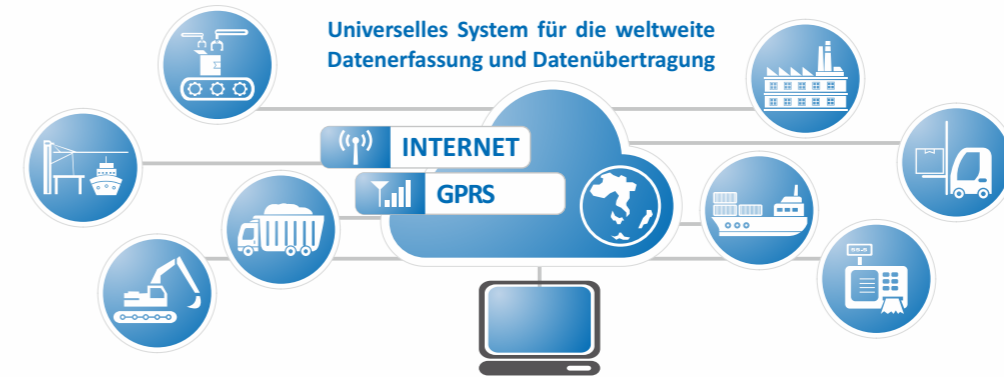 Universelles System für die weltweite
Datenerfassung und Datenübertragung
INTERNET
GPRS